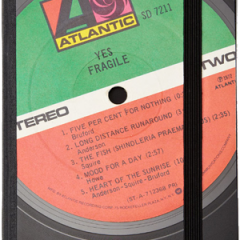 SD 7211
ATLANTIC
YES
FRAGILE
STEREO
TWO
1. FIVE PER CENT FOR NOTHING
Bruford
2. LONG DISTANCE RUNAROUND
Anderson
3. THE FISH (SHINDLERIA PRAEMA
Squire
4. MOOD FOR A DAY (2:57)
Howe
5. HEART OF THE SUNRISE
Anderson-Squire-Bruford